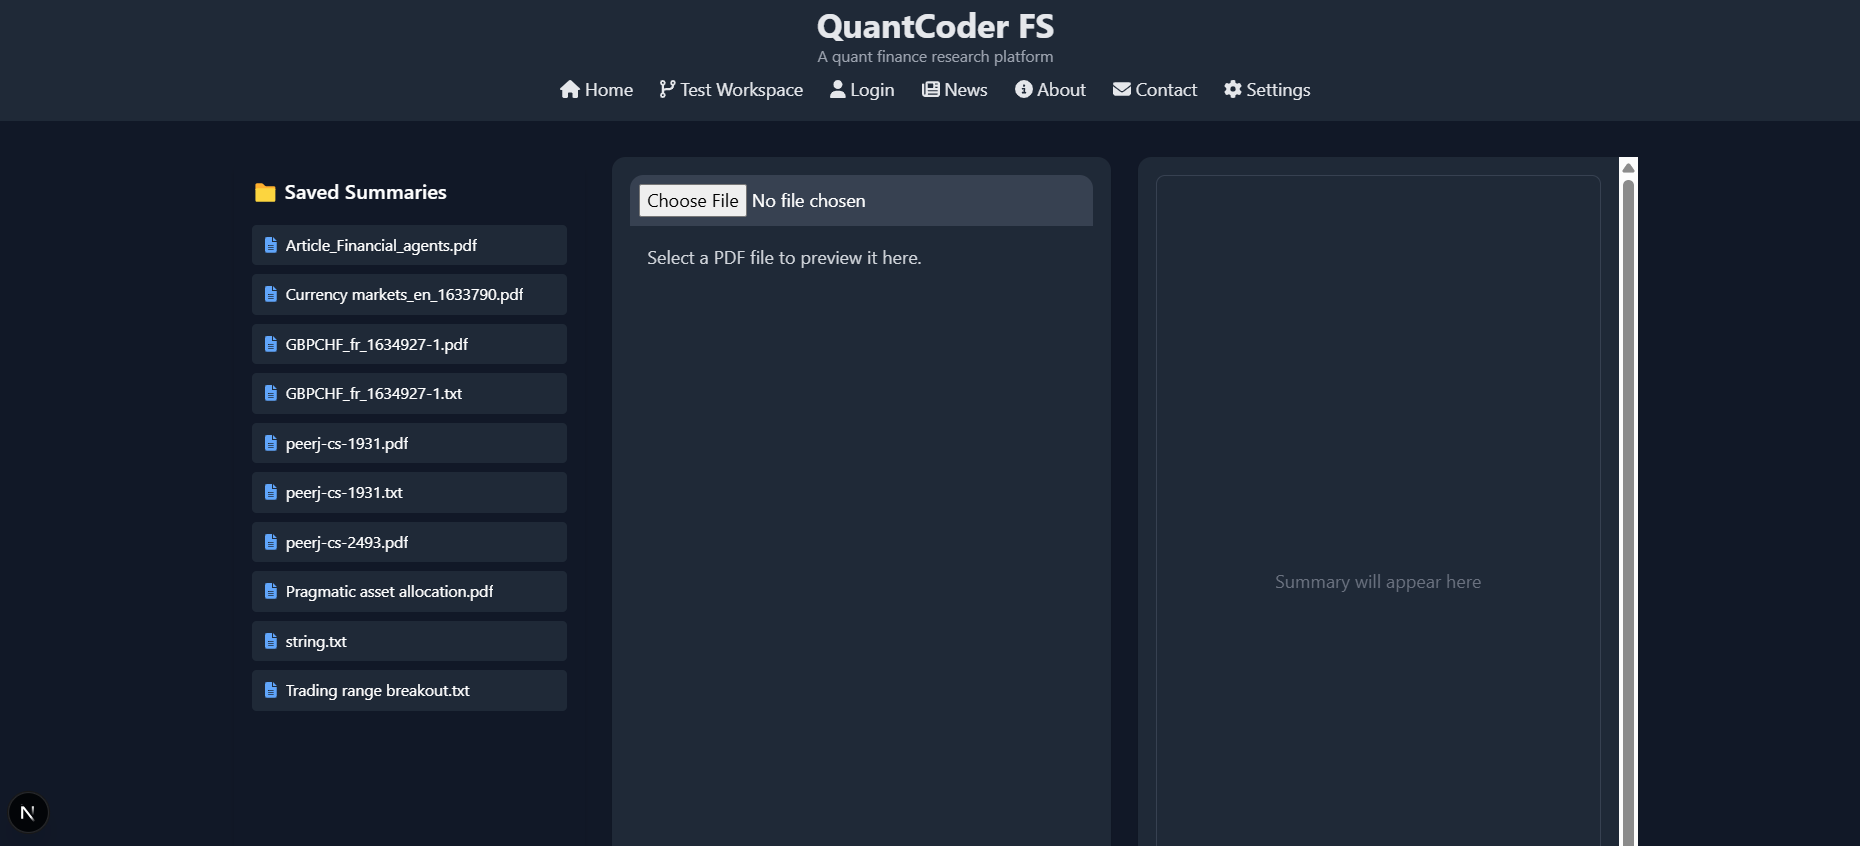 QuantCoder FS
A quant finance research platform
Home Test Workspace Login News About Contact Settings
Saved Summaries
Article_Financial_agents.pdf
Currency markets_en_1633790.pdf
GBPCHF_fr_1634927-1.pdf
GBPCHF_fr_1634927-1.txt
peerj-cs-1931.pdf
peerj-cs-1931.txt
peerj-cs-2493.pdf
Pragmatic asset allocation.pdf
string.txt
Trading range breakout.txt
Choose File No file chosen
Select a PDF file to preview it here.
Summary will appear here
N